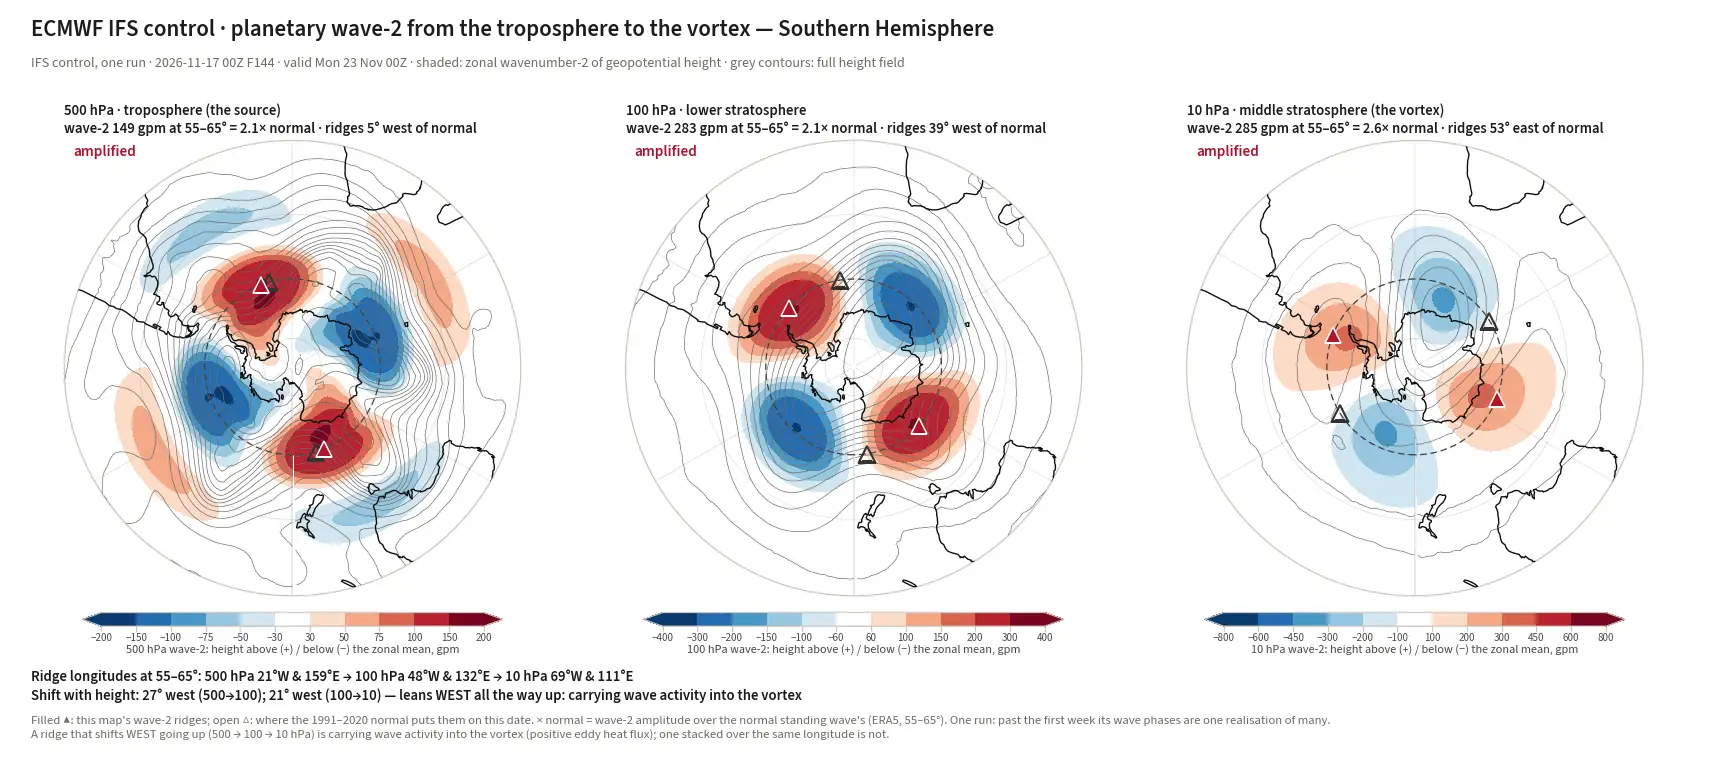 ECMWF IFS control · planetary wave-2 from the troposphere to the vortex — Southern Hemisphere
IFS control, one run · 2026-11-17 00Z F144 · valid Mon 23 Nov 00Z · shaded: zonal wavenumber-2 of geopotential height · grey contours: full height field
500 hPa · troposphere (the source)
wave-2 149 gpm at 55–65° = 2.1× normal · ridges 5° west of normal
amplified
100 hPa · lower stratosphere
wave-2 283 gpm at 55–65° = 2.1× normal · ridges 39° west of normal
amplified
10 hPa · middle stratosphere (the vortex)
wave-2 285 gpm at 55–65° = 2.6× normal · ridges 53° east of normal
amplified
−200 −150 −100 −75 −50 −30 30 50 75 100 150 200
500 hPa wave-2: height above (+) / below (−) the zonal mean, gpm
−400 −300 −200 −150 −100 −60 60 100 150 200 300 400
100 hPa wave-2: height above (+) / below (−) the zonal mean, gpm
−800 −600 −450 −300 −200 −100 100 200 300 450 600 800
10 hPa wave-2: height above (+) / below (−) the zonal mean, gpm
Ridge longitudes at 55–65°: 500 hPa 21°W & 159°E → 100 hPa 48°W & 132°E → 10 hPa 69°W & 111°E
Shift with height: 27° west (500→100); 21° west (100→10) — leans WEST all the way up: carrying wave activity into the vortex
Filled ▲: this map's wave-2 ridges; open △: where the 1991–2020 normal puts them on this date. × normal = wave-2 amplitude over the normal standing wave's (ERA5, 55–65°). One run: past the first week its wave phases are one realisation of many.
A ridge that shifts WEST going up (500 → 100 → 10 hPa) is carrying wave activity into the vortex (positive eddy heat flux); one stacked over the same longitude is not.